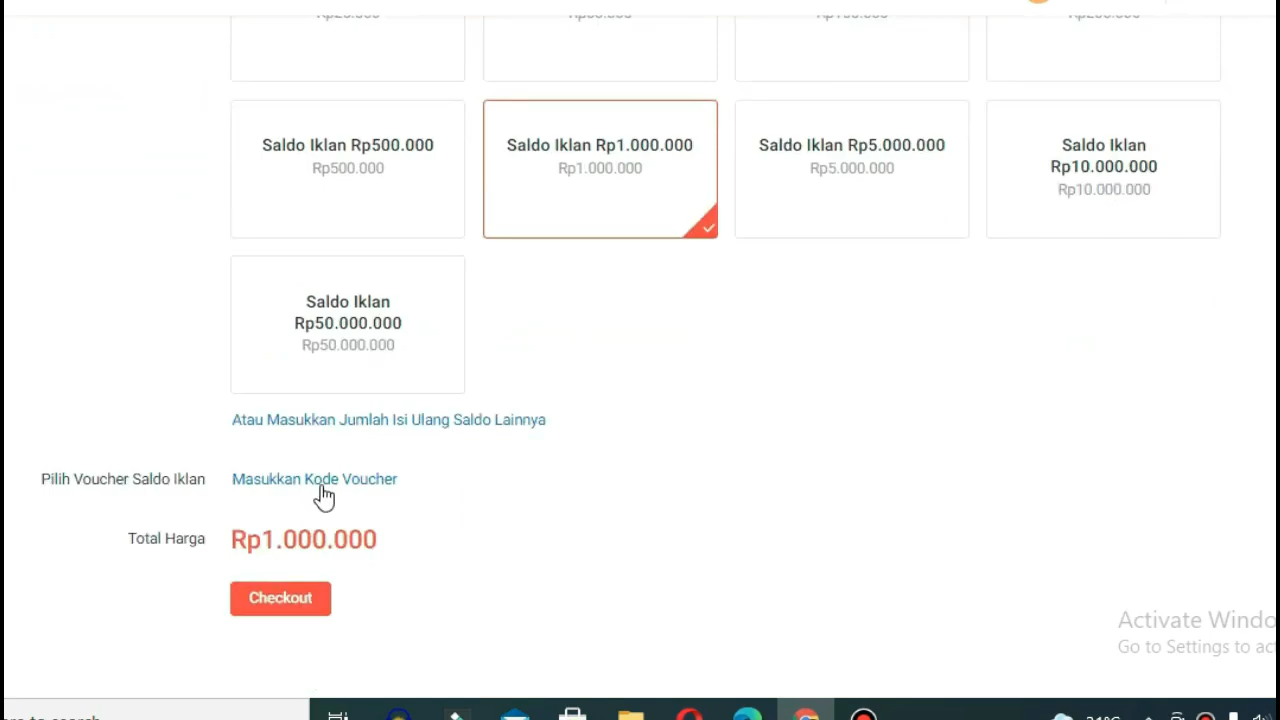 Saldo Iklan Rp500.000
Rp500.000
Saldo Iklan Rp1.000.000
Rp1.000.000
Saldo Iklan Rp5.000.000
Rp5.000.000
Saldo Iklan
Rp10.000.000
Rp10.000.000
Saldo Iklan
Rp50.000.000
Rp50.000.000
Atau Masukkan Jumlah Isi Ulang Saldo Lainnya
Pilih Voucher Saldo Iklan
Masukkan Kode Voucher
Total Harga
Rp1.000.000
Checkout
Activate Windo
Go to Settings to ac